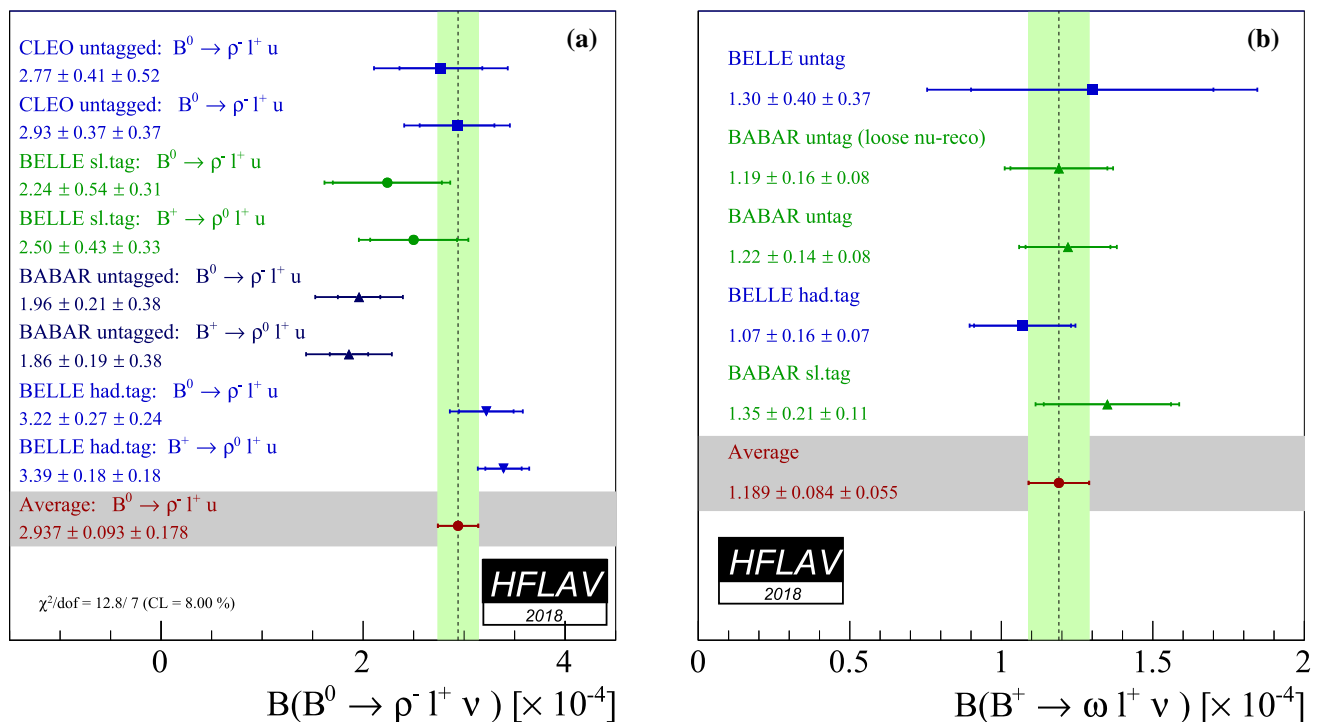 (a)
CLEO untagged: B⁰ → ρ⁻ l⁺ υ
2.77 ± 0.41 ± 0.52
CLEO untagged: B⁰ → ρ⁻ l⁺ υ
2.93 ± 0.37 ± 0.37
BELLE sl.tag: B⁰ → ρ⁻ l⁺ υ
2.24 ± 0.54 ± 0.31
BELLE sl.tag: B⁺ → ρ⁰ l⁺ υ
2.50 ± 0.43 ± 0.33
BABAR untagged: B⁰ → ρ⁻ l⁺ υ
1.96 ± 0.21 ± 0.38
BABAR untagged: B⁺ → ρ⁰ l⁺ υ
1.86 ± 0.19 ± 0.38
BELLE had.tag: B⁰ → ρ⁻ l⁺ υ
3.22 ± 0.27 ± 0.24
BELLE had.tag: B⁺ → ρ⁰ l⁺ υ
3.39 ± 0.18 ± 0.18
Average: B⁰ → ρ⁻ l⁺ υ
2.937 ± 0.093 ± 0.178
HFLAV
2018
χ²/dof = 12.8/ 7 (CL = 8.00 %)
0 2 4
B(B⁰ → ρ⁻ l⁺ ν ) [× 10⁻⁴]
(b)
BELLE untag
1.30 ± 0.40 ± 0.37
BABAR untag (loose nu-reco)
1.19 ± 0.16 ± 0.08
BABAR untag
1.22 ± 0.14 ± 0.08
BELLE had.tag
1.07 ± 0.16 ± 0.07
BABAR sl.tag
1.35 ± 0.21 ± 0.11
Average
1.189 ± 0.084 ± 0.055
HFLAV
2018
0 0.5 1 1.5 2
B(B⁺ → ω l⁺ ν ) [× 10⁻⁴]